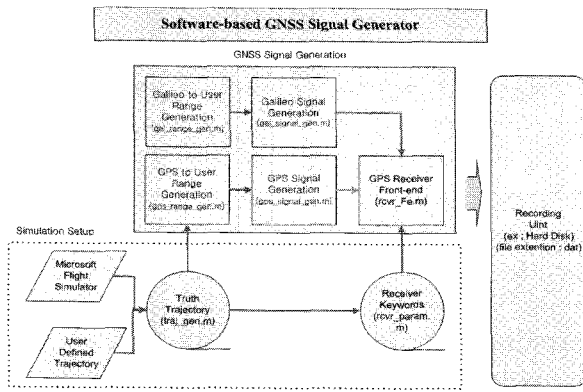 Software-based GNSS Signal Generator
GNSS Signal Generation
Galileo to User
Range
Generation
(gal_range_gen.m)
Galileo Signal
Generation
(gal_signal_gen.m)
GPS to User
Range
Generation
(gps_range_gen.m)
GPS Signal
Generation
(gps_signal_gen.m)
GPS Receiver
Front-end
(rcvr_Fe.m)
Recording
Uint
(ex : Hard Disk)
(file extention : dat)
Simulation Setup
Microsoft
Flight
Simulator
User
Defined
Trajectory
Truth
Trajectory
(traj_gen.m)
Receiver
Keywords
(rcvr_param.
m)